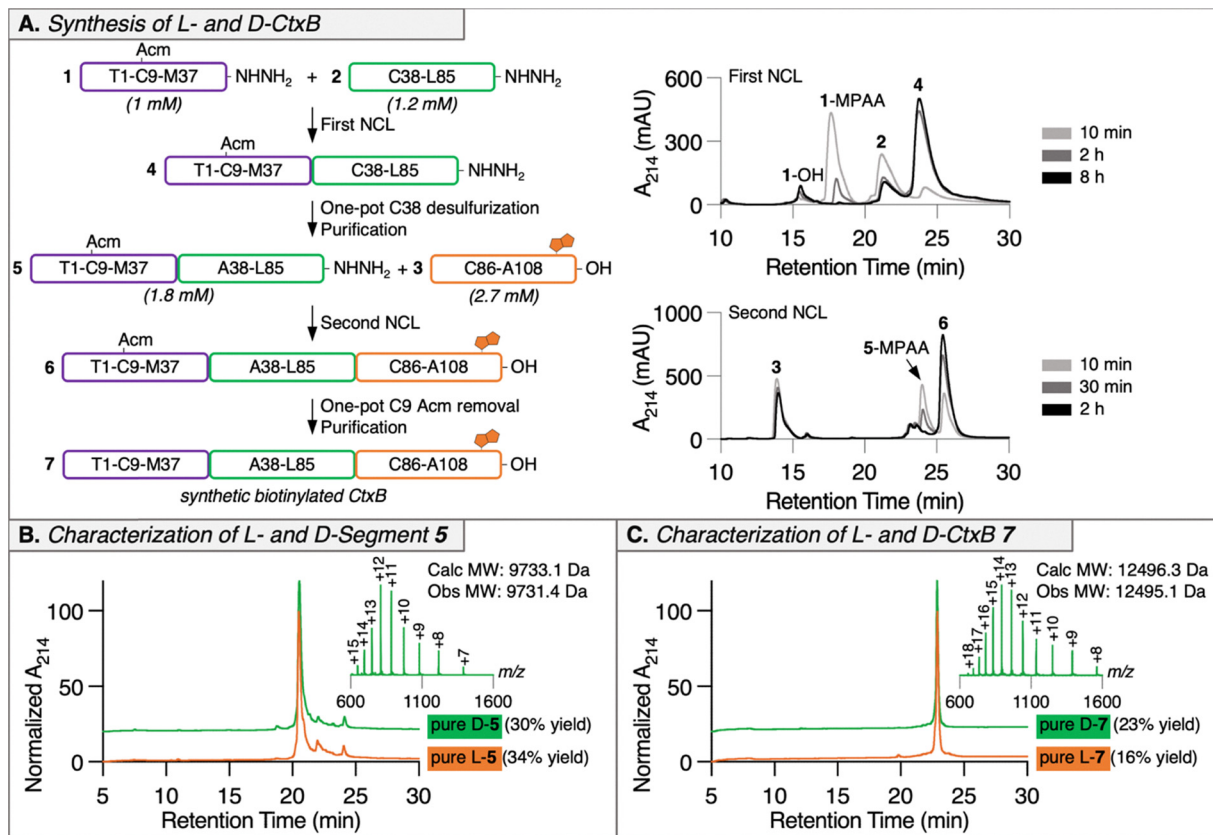 A. Synthesis of L- and D-CtxB
Acm
1 T1-C9-M37 -NHNH2 + 2 C38-L85 -NHNH2
(1 mM) (1.2 mM)
First NCL
Acm
4 T1-C9-M37 C38-L85 -NHNH2
One-pot C38 desulfurization
Purification
Acm
5 T1-C9-M37 A38-L85 -NHNH2 + 3 C86-A108 -OH
(1.8 mM) (2.7 mM)
Second NCL
Acm
6 T1-C9-M37 A38-L85 C86-A108 -OH
One-pot C9 Acm removal
Purification
7 T1-C9-M37 A38-L85 C86-A108 -OH
synthetic biotinylated CtxB
First NCL
4
1-MPAA
2
1-OH
A214 (mAU)
600
300
0
10 15 20 25 30
Retention Time (min)
10 min
2 h
8 h
Second NCL
6
5-MPAA
3
A214 (mAU)
1000
500
0
10 15 20 25 30
Retention Time (min)
10 min
30 min
2 h
B. Characterization of L- and D-Segment 5
Normalized A214
100
50
0
5 10 15 20 25 30
Retention Time (min)
+15 +14 +13 +12 +11 +10 +9 +8 +7
600 1100 1600
m/z
Calc MW: 9733.1 Da
Obs MW: 9731.4 Da
pure D-5 (30% yield)
pure L-5 (34% yield)
C. Characterization of L- and D-CtxB 7
Normalized A214
100
50
0
5 10 15 20 25 30
Retention Time (min)
+18 +17 +16 +15 +14 +13 +12 +11 +10 +9 +8
600 1100 1600
m/z
Calc MW: 12496.3 Da
Obs MW: 12495.1 Da
pure D-7 (23% yield)
pure L-7 (16% yield)